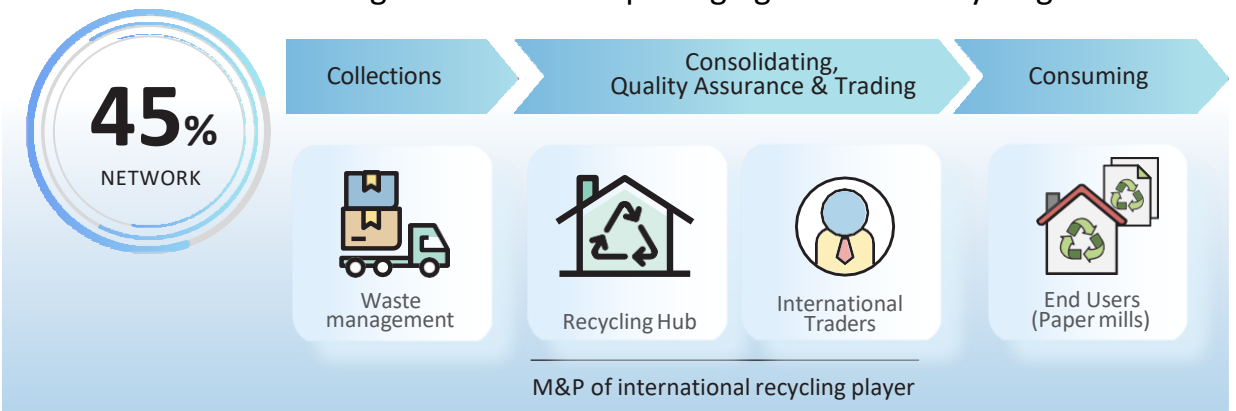 45%
NETWORK
Collections
Consolidating,
Quality Assurance & Trading
Consuming
Waste
management
Recycling Hub
International
Traders
End Users
(Paper mills)
M&P of international recycling player